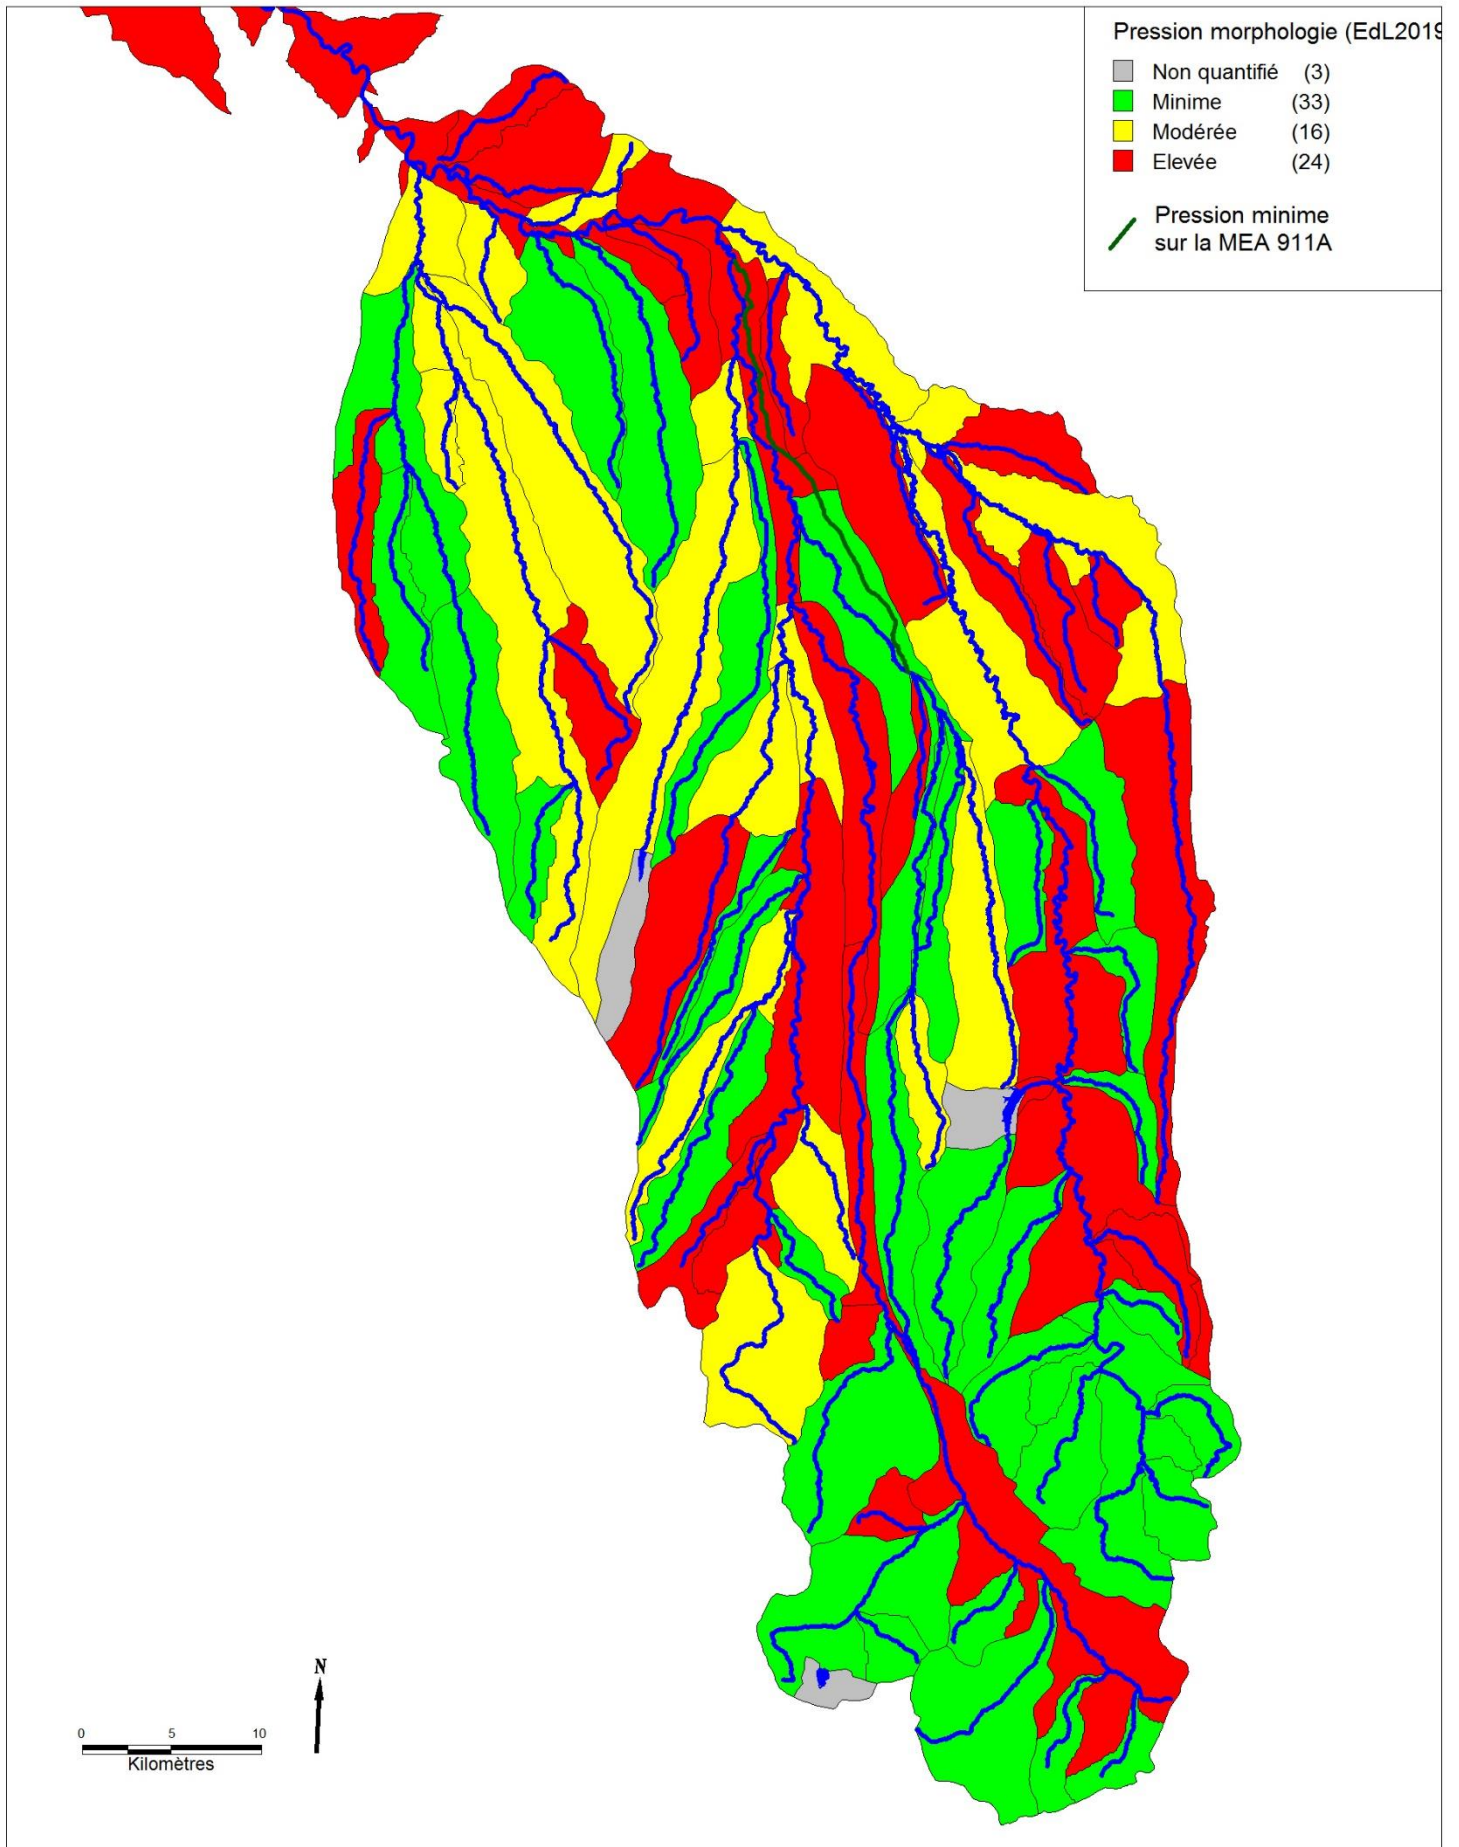 Pression morphologie (EdL2019
Non quantifié (3)
Minime (33)
Modérée (16)
Elevée (24)
Pression minime
sur la MEA 911A
N
0 5 10
Kilomètres